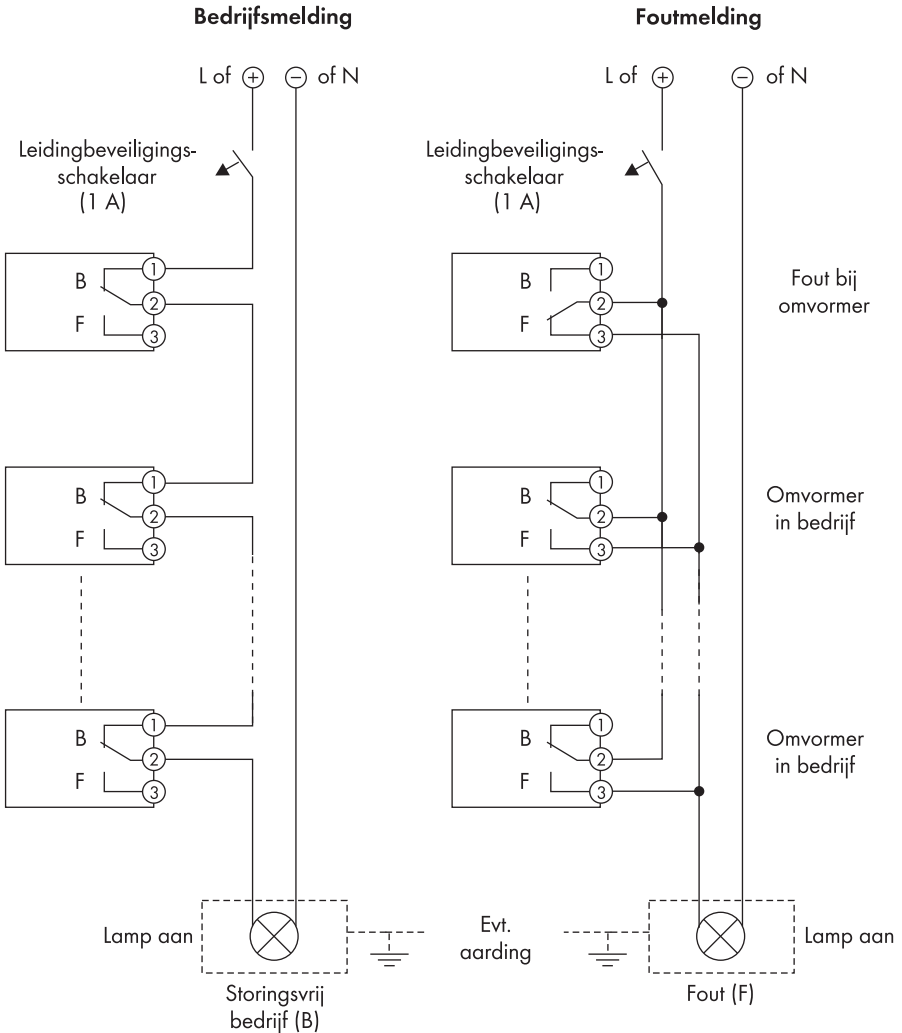 Bedrijfsmelding
L of +
− of N
Leidingbeveiligings-
schakelaar
(1 A)
B
F
1
2
3
B
F
1
2
3
B
F
1
2
3
Lamp aan
Storingsvrij
bedrijf (B)
Evt.
aarding
Foutmelding
L of +
− of N
Leidingbeveiligings-
schakelaar
(1 A)
B
F
1
2
3
Fout bij
omvormer
B
F
1
2
3
Omvormer
in bedrijf
B
F
1
2
3
Omvormer
in bedrijf
Lamp aan
Fout (F)